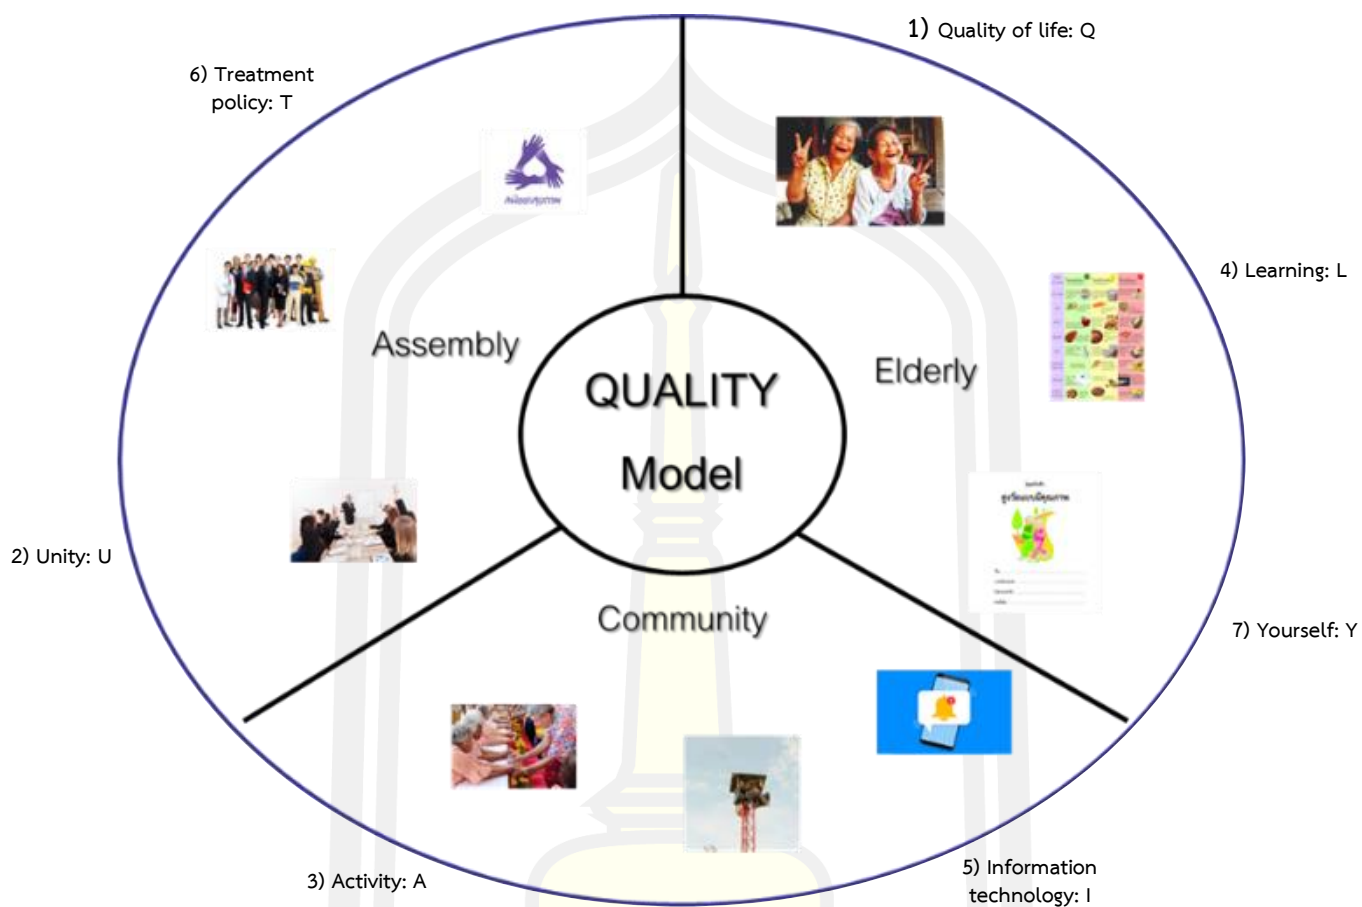 1) Quality of life: Q
6) Treatment
policy: T
4) Learning: L
Assembly
Elderly
QUALITY
Model
2) Unity: U
Community
7) Yourself: Y
3) Activity: A
5) Information
technology: I